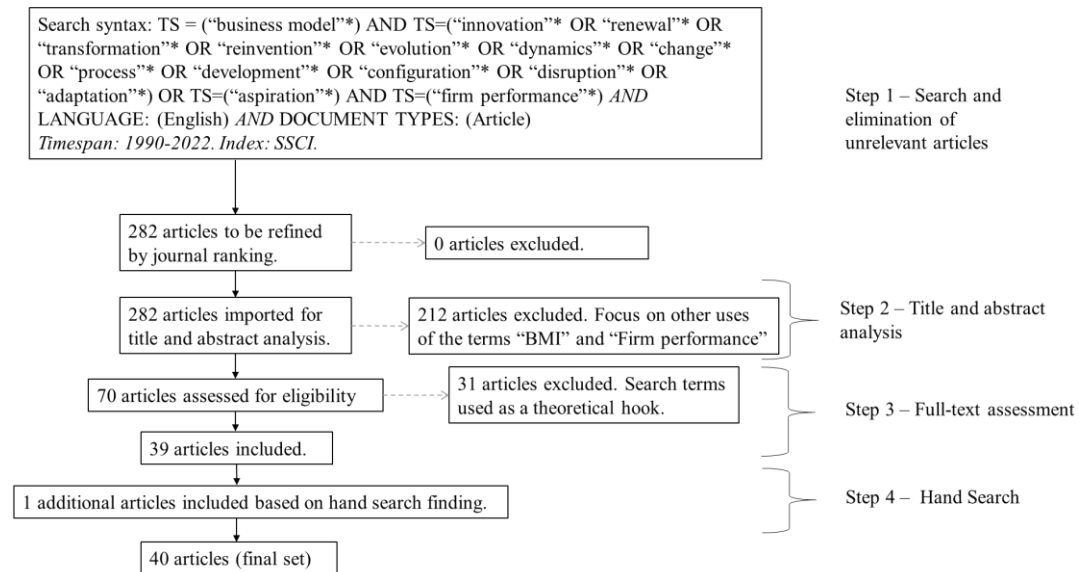 Search syntax: TS = (“business model”*) AND TS=(“innovation”* OR “renewal”* OR
“transformation”* OR “reinvention”* OR “evolution”* OR “dynamics”* OR “change”*
OR “process”* OR “development”* OR “configuration”* OR “disruption”* OR
“adaptation”*) OR TS=(“aspiration”*) AND TS=(“firm performance”*) AND
LANGUAGE: (English) AND DOCUMENT TYPES: (Article)
Timespan: 1990-2022. Index: SSCI.
Step 1 – Search and
elimination of
unrelevant articles
282 articles to be refined
by journal ranking.
0 articles excluded.
282 articles imported for
title and abstract analysis.
212 articles excluded. Focus on other uses
of the terms “BMI” and “Firm performance”
Step 2 – Title and abstract
analysis
70 articles assessed for eligibility
31 articles excluded. Search terms
used as a theoretical hook.
Step 3 – Full-text assessment
39 articles included.
1 additional articles included based on hand search finding.
Step 4 – Hand Search
40 articles (final set)